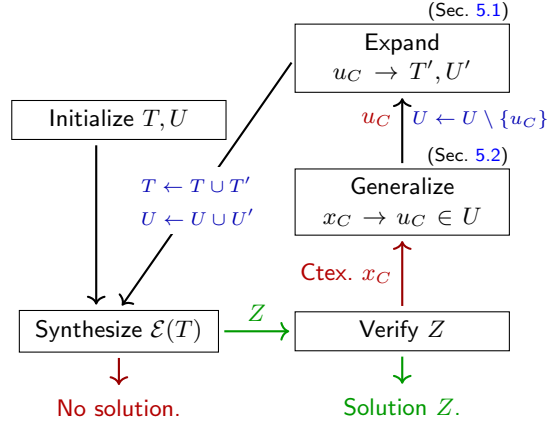 (Sec. 5.1)
Expand
u_C → T′, U′
Initialize T, U
u_C
U ← U \ {u_C}
(Sec. 5.2)
T ← T ∪ T′
U ← U ∪ U′
Generalize
x_C → u_C ∈ U
Ctex. x_C
Synthesize ℰ(T)
Z
Verify Z
No solution.
Solution Z.